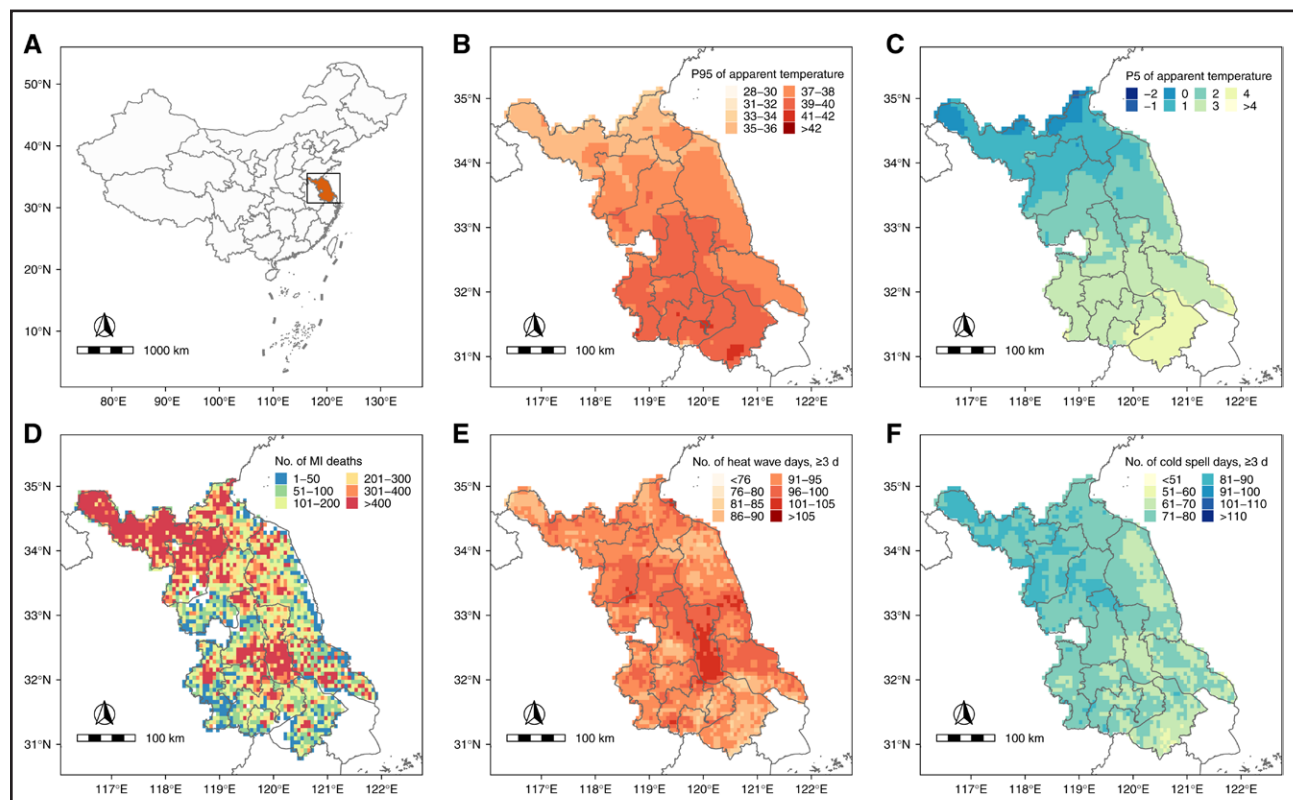 A
50°N
40°N
30°N
20°N
10°N
1000 km
80°E 90°E 100°E 110°E 120°E 130°E
B
P95 of apparent temperature
28–30 37–38
31–32 39–40
33–34 41–42
35–36 >42
35°N
34°N
33°N
32°N
31°N
100 km
117°E 118°E 119°E 120°E 121°E 122°E
C
P5 of apparent temperature
−2 0 2 4
−1 1 3 >4
35°N
34°N
33°N
32°N
31°N
100 km
117°E 118°E 119°E 120°E 121°E 122°E
D
No. of MI deaths
1–50 201–300
51–100 301–400
101–200 >400
35°N
34°N
33°N
32°N
31°N
100 km
117°E 118°E 119°E 120°E 121°E 122°E
E
No. of heat wave days, ≥3 d
<76 91–95
76–80 96–100
81–85 101–105
86–90 >105
35°N
34°N
33°N
32°N
31°N
100 km
117°E 118°E 119°E 120°E 121°E 122°E
F
No. of cold spell days, ≥3 d
<51 81–90
51–60 91–100
61–70 101–110
71–80 >110
35°N
34°N
33°N
32°N
31°N
100 km
117°E 118°E 119°E 120°E 121°E 122°E